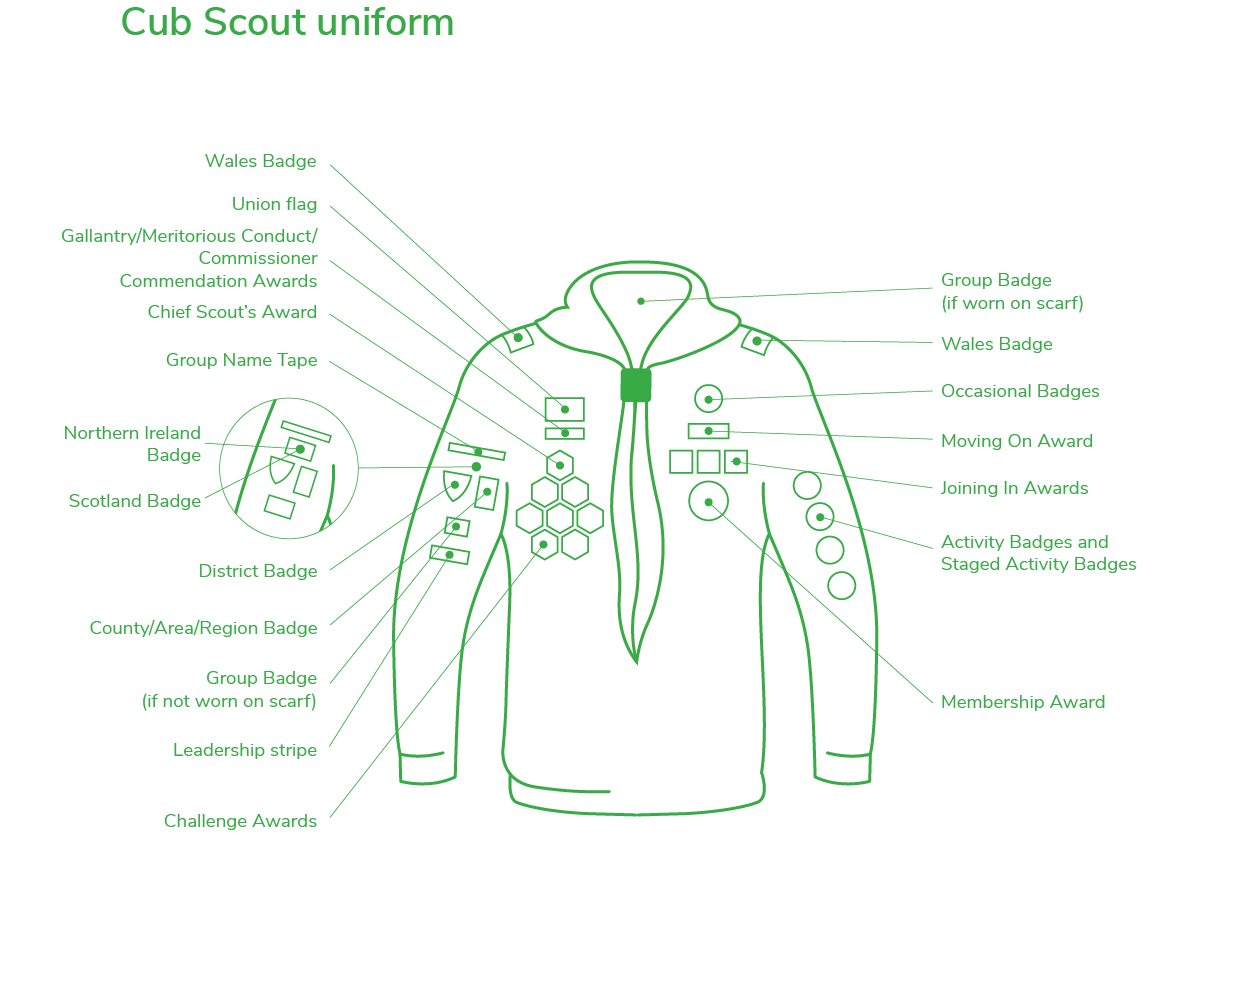 Cub Scout uniform
Wales Badge
Union flag
Gallantry/Meritorious Conduct/
Commissioner
Commendation Awards
Chief Scout's Award
Group Name Tape
Northern Ireland
Badge
Scotland Badge
District Badge
County/Area/Region Badge
Group Badge
(if not worn on scarf)
Leadership stripe
Challenge Awards
Group Badge
(if worn on scarf)
Wales Badge
Occasional Badges
Moving On Award
Joining In Awards
Activity Badges and
Staged Activity Badges
Membership Award